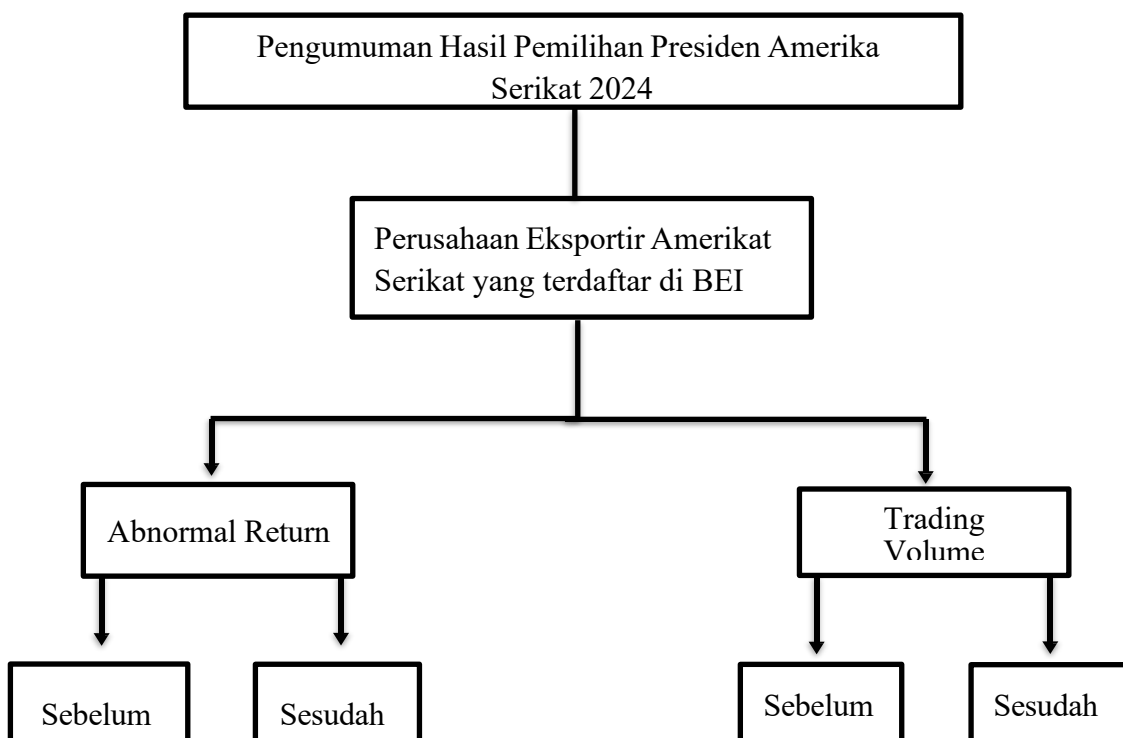 Pengumuman Hasil Pemilihan Presiden Amerika
Serikat 2024
Perusahaan Eksportir Amerikat
Serikat yang terdaftar di BEI
Abnormal Return
Trading
Volume
Sebelum
Sesudah
Sebelum
Sesudah